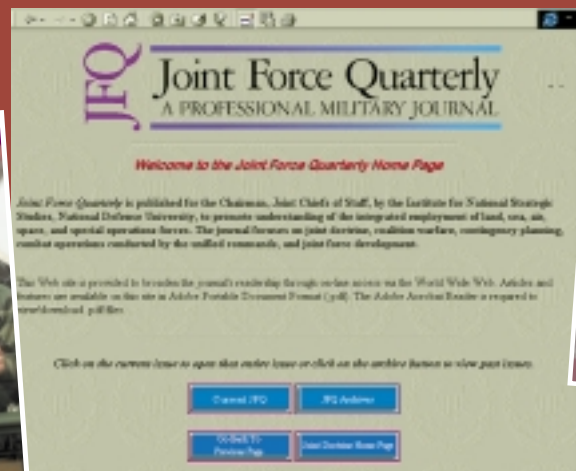 JFQ
Joint Force Quarterly
A PROFESSIONAL MILITARY JOURNAL
Welcome to the Joint Force Quarterly Home Page
Joint Force Quarterly is published for the Chairman, Joint Chiefs of Staff, by the Institute for National Strategic
Studies, National Defense University, to promote understanding of the integrated employment of land, sea, air,
space, and special operations forces. The journal focuses on joint doctrine, coalition warfare, contingency planning,
combat operations conducted by the unified commands, and joint force development.
This Web site is provided to broaden the journal's readership through on-line access via the World Wide Web. Articles and
features are available on this site in Adobe Portable Document Format (.pdf). The Adobe Acrobat Reader is required to
view/download .pdf files.
Click on the current issue to open that entire issue or click on the archive button to view past issues.
Current JFQ
JFQ Archives
Go Back To
Previous Page
Joint Doctrine Home Page